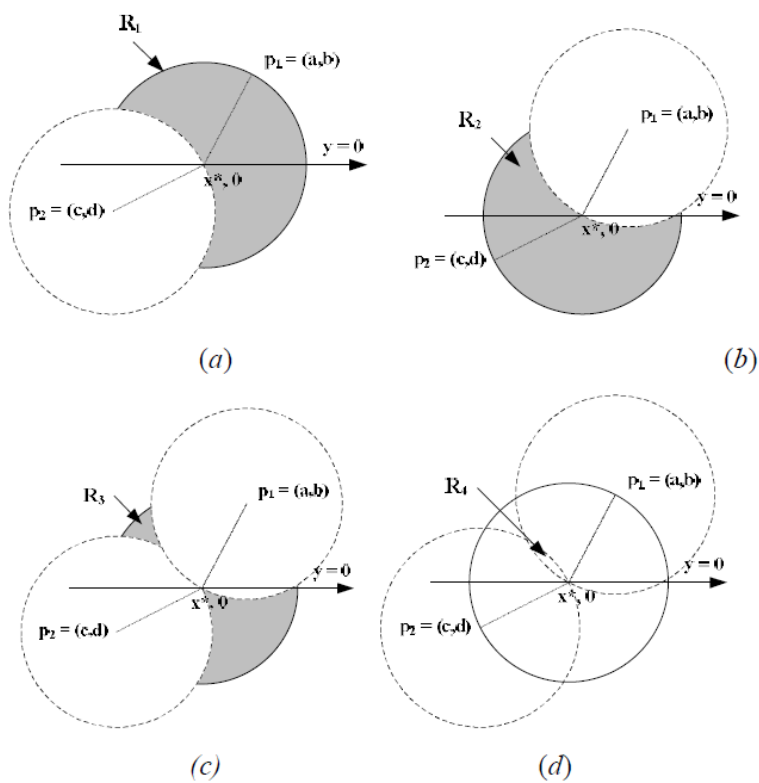 R₁
p₁ = (a,b)
y = 0
x*, 0
p₂ = (c,d)
(a)
p₁ = (a,b)
R₂
y = 0
x*, 0
p₂ = (c,d)
(b)
R₃
p₁ = (a,b)
y = 0
x*, 0
p₂ = (c,d)
(c)
R₄
p₁ = (a,b)
y = 0
x*, 0
p₂ = (c,d)
(d)